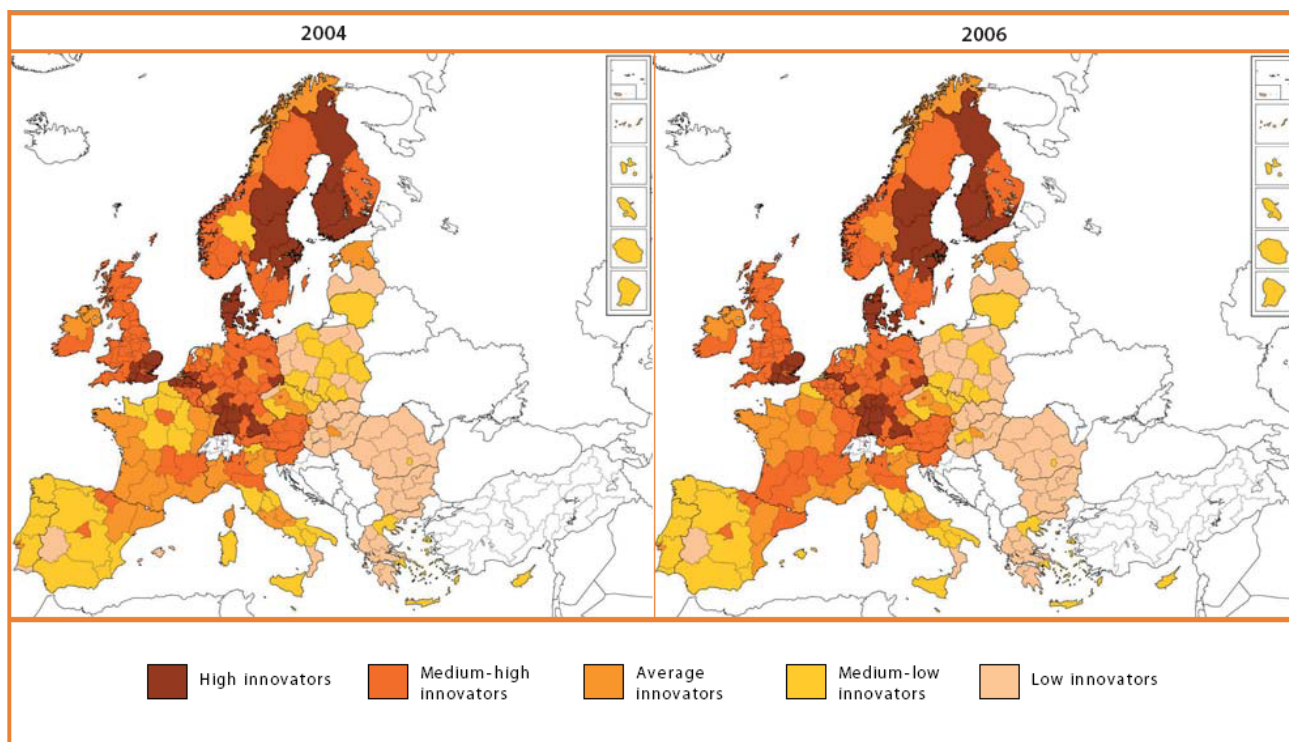 2004
2006
High innovators
Medium-high
innovators
Average
innovators
Medium-low
innovators
Low innovators